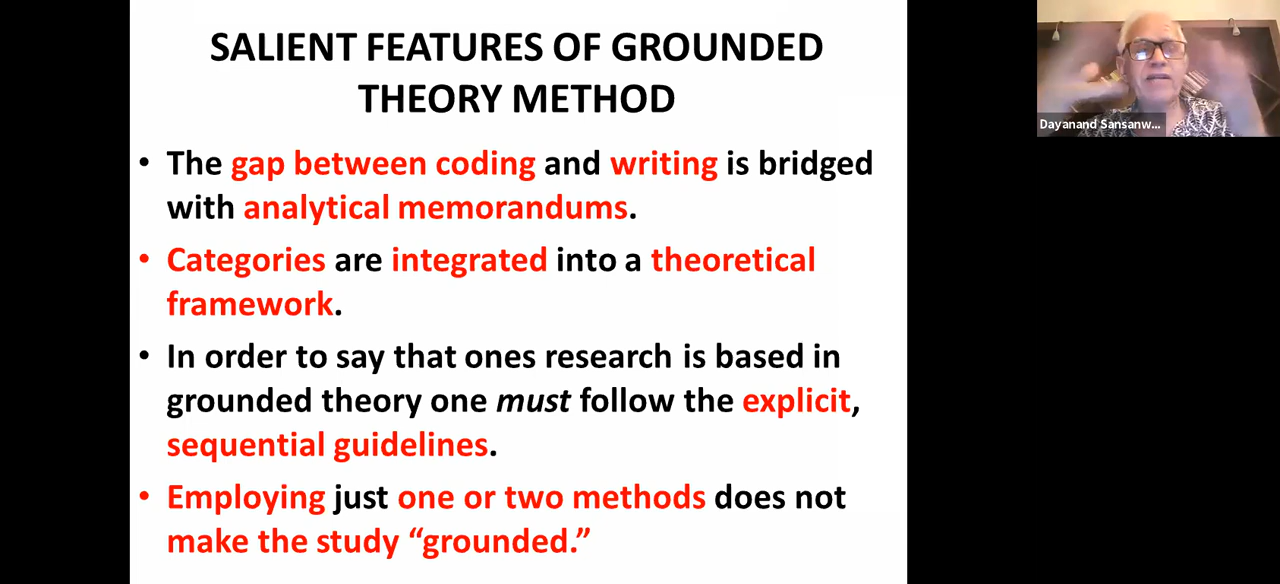 SALIENT FEATURES OF GROUNDED
THEORY METHOD
• The gap between coding and writing is bridged
with analytical memorandums.
• Categories are integrated into a theoretical
framework.
• In order to say that ones research is based in
grounded theory one must follow the explicit,
sequential guidelines.
• Employing just one or two methods does not
make the study “grounded.”
Dayanand Sansanw...